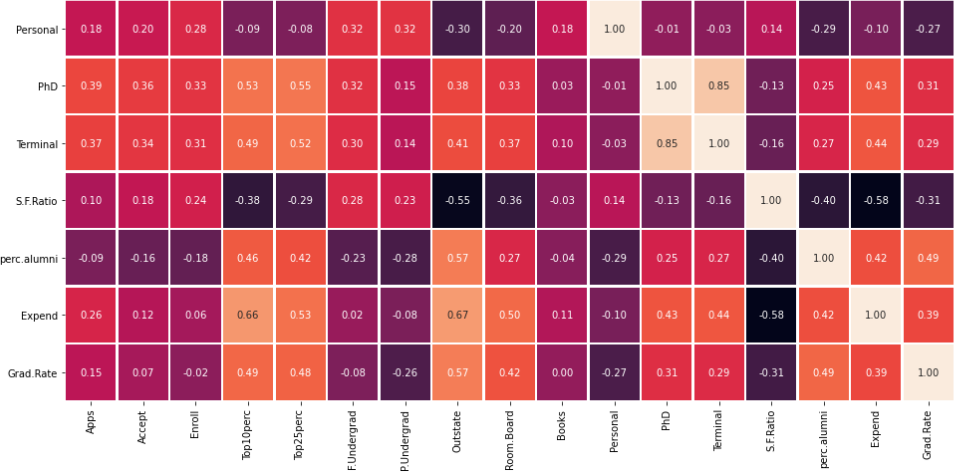 Personal 0.18 0.20 0.28 -0.09 -0.08 0.32 0.32 -0.30 -0.20 0.18 1.00 -0.01 -0.03 0.14 -0.29 -0.10 -0.27
PhD 0.39 0.36 0.33 0.53 0.55 0.32 0.15 0.38 0.33 0.03 -0.01 1.00 0.85 -0.13 0.25 0.43 0.31
Terminal 0.37 0.34 0.31 0.49 0.52 0.30 0.14 0.41 0.37 0.10 -0.03 0.85 1.00 -0.16 0.27 0.44 0.29
S.F.Ratio 0.10 0.18 0.24 -0.38 -0.29 0.28 0.23 -0.55 -0.36 -0.03 0.14 -0.13 -0.16 1.00 -0.40 -0.58 -0.31
perc.alumni -0.09 -0.16 -0.18 0.46 0.42 -0.23 -0.28 0.57 0.27 -0.04 -0.29 0.25 0.27 -0.40 1.00 0.42 0.49
Expend 0.26 0.12 0.06 0.66 0.53 0.02 -0.08 0.67 0.50 0.11 -0.10 0.43 0.44 -0.58 0.42 1.00 0.39
Grad.Rate 0.15 0.07 -0.02 0.49 0.48 -0.08 -0.26 0.57 0.42 0.00 -0.27 0.31 0.29 -0.31 0.49 0.39 1.00
Apps Accept Enroll Top10perc Top25perc F.Undergrad P.Undergrad Outstate Room.Board Books Personal PhD Terminal S.F.Ratio perc.alumni Expend Grad.Rate